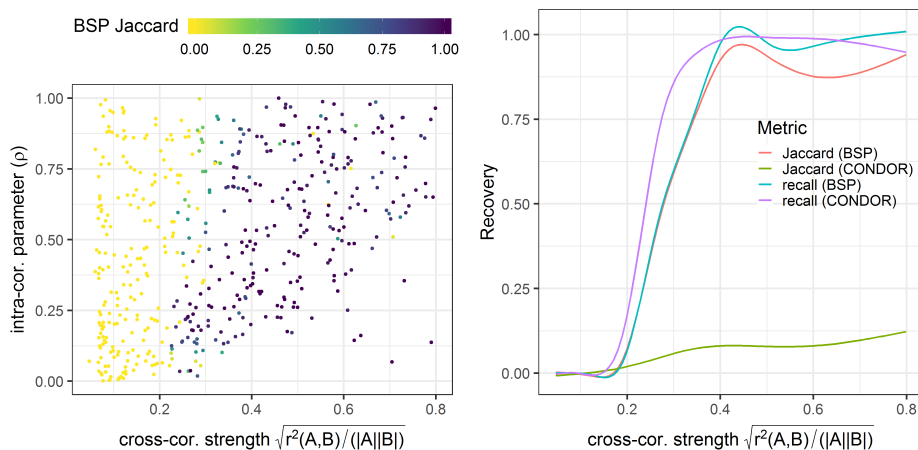 BSP Jaccard
0.00 0.25 0.50 0.75 1.00
1.00
0.75
0.50
0.25
0.00
intra-cor. parameter (ρ)
0.2 0.4 0.6 0.8
cross-cor. strength √r²(A,B)/(|A||B|)
1.00
0.75
0.50
0.25
0.00
Recovery
Metric
Jaccard (BSP)
Jaccard (CONDOR)
recall (BSP)
recall (CONDOR)
0.2 0.4 0.6 0.8
cross-cor. strength √r²(A,B)/(|A||B|)